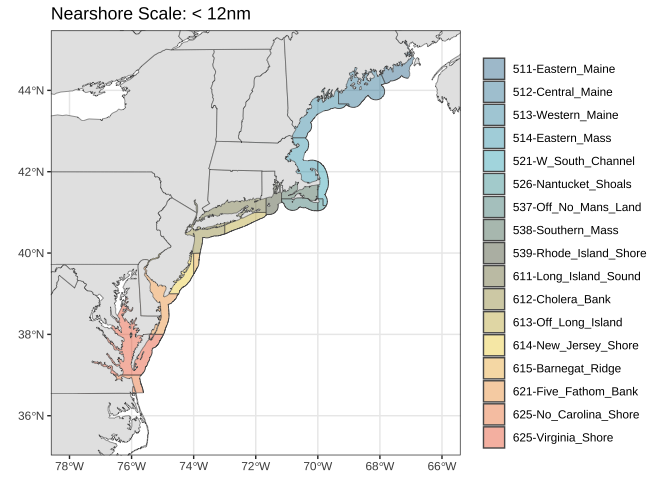 Nearshore Scale: < 12nm
44°N
42°N
40°N
38°N
36°N
78°W
76°W
74°W
72°W
70°W
68°W
66°W
511-Eastern_Maine
512-Central_Maine
513-Western_Maine
514-Eastern_Mass
521-W_South_Channel
526-Nantucket_Shoals
537-Off_No_Mans_Land
538-Southern_Mass
539-Rhode_Island_Shore
611-Long_Island_Sound
612-Cholera_Bank
613-Off_Long_Island
614-New_Jersey_Shore
615-Barnegat_Ridge
621-Five_Fathom_Bank
625-No_Carolina_Shore
625-Virginia_Shore